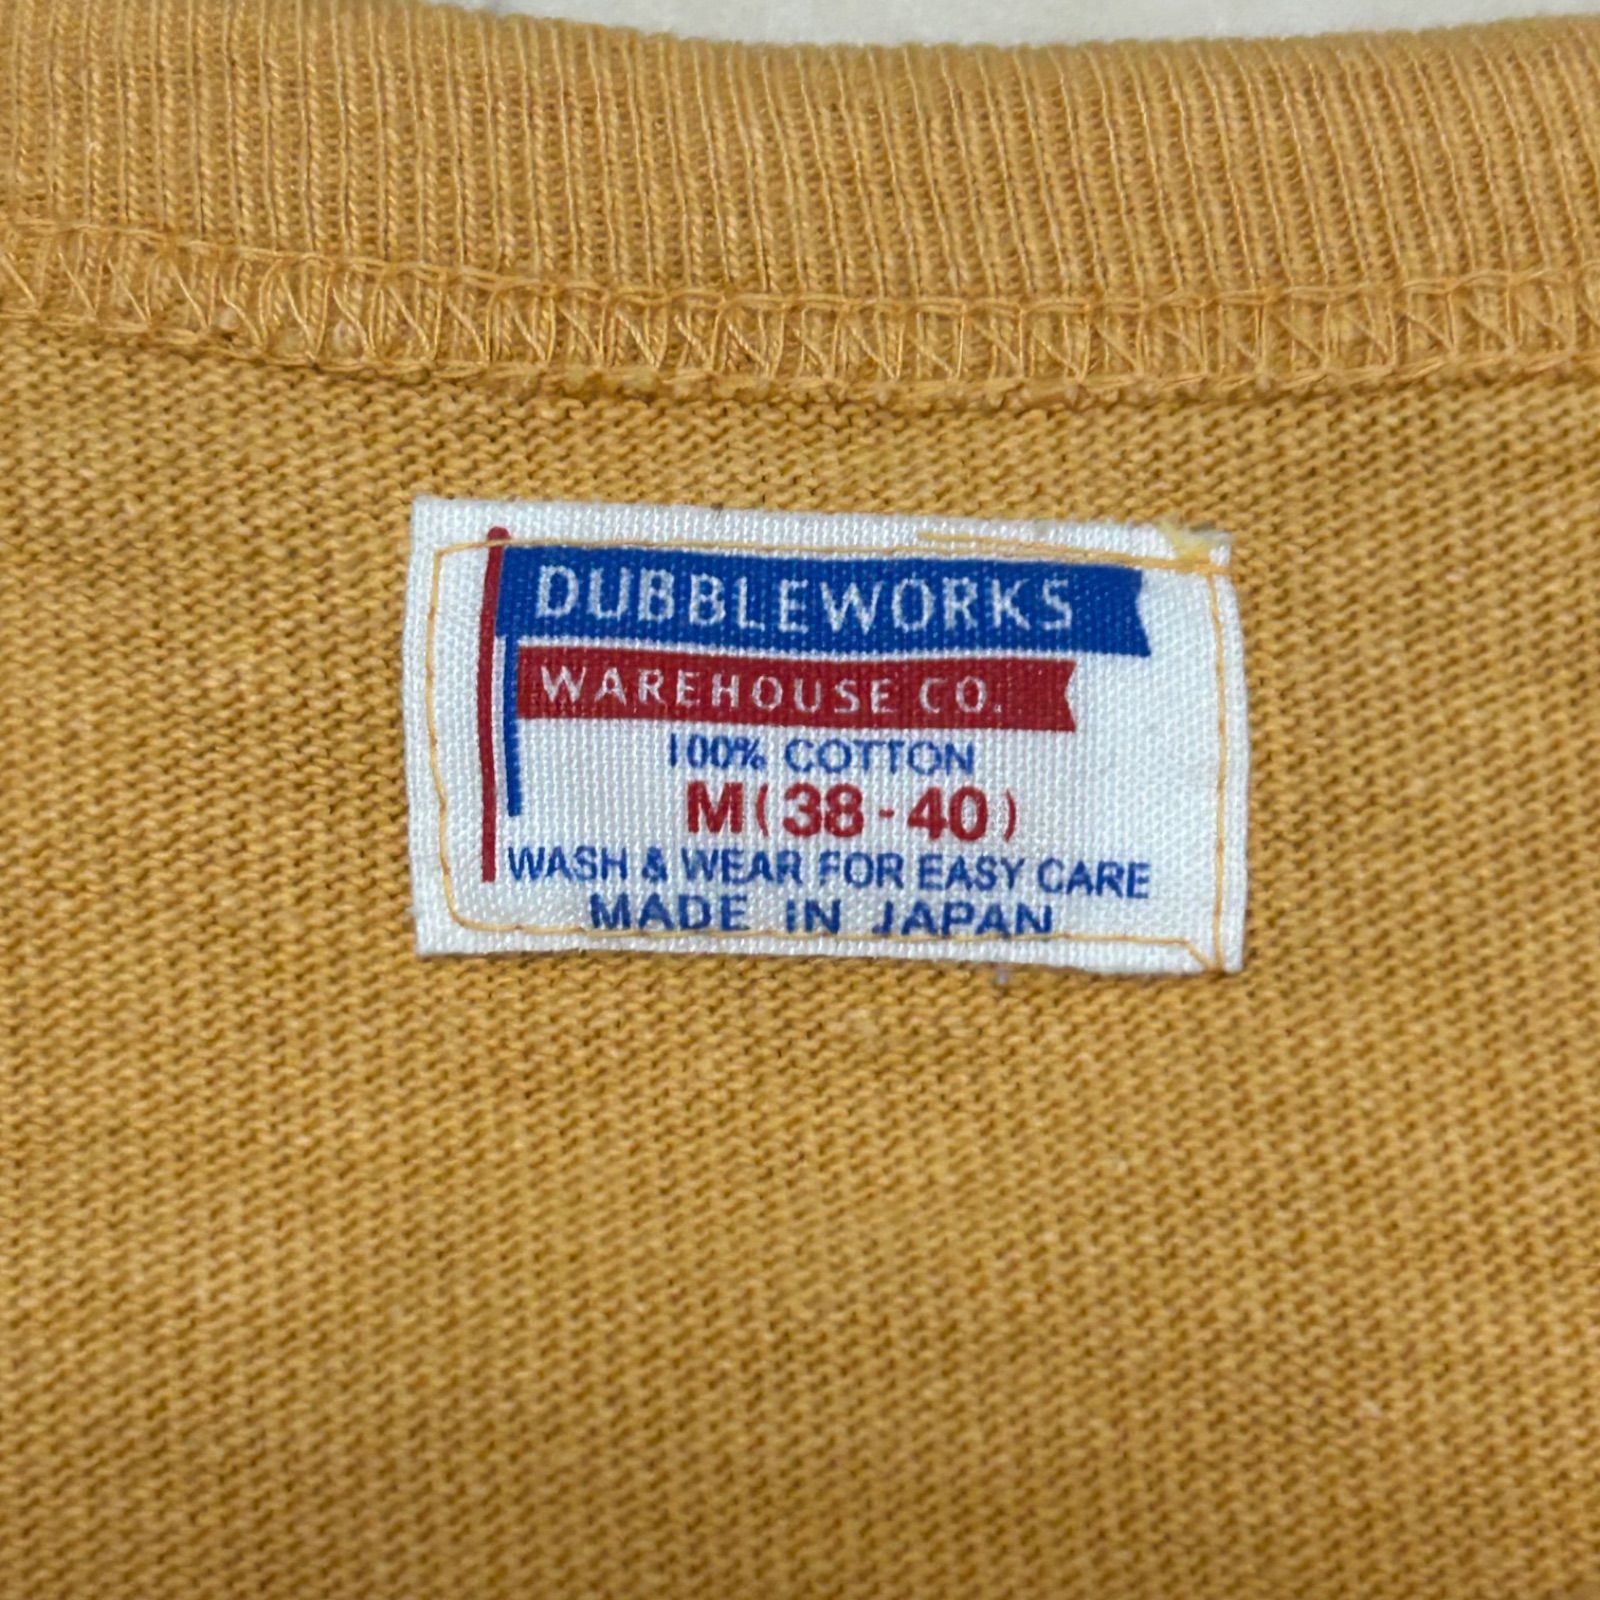 DUBBLEWORKS
WAREHOUSE CO.
100% COTTON
M(38-40)
WASH & WEAR FOR EASY CARE
MADE IN JAPAN